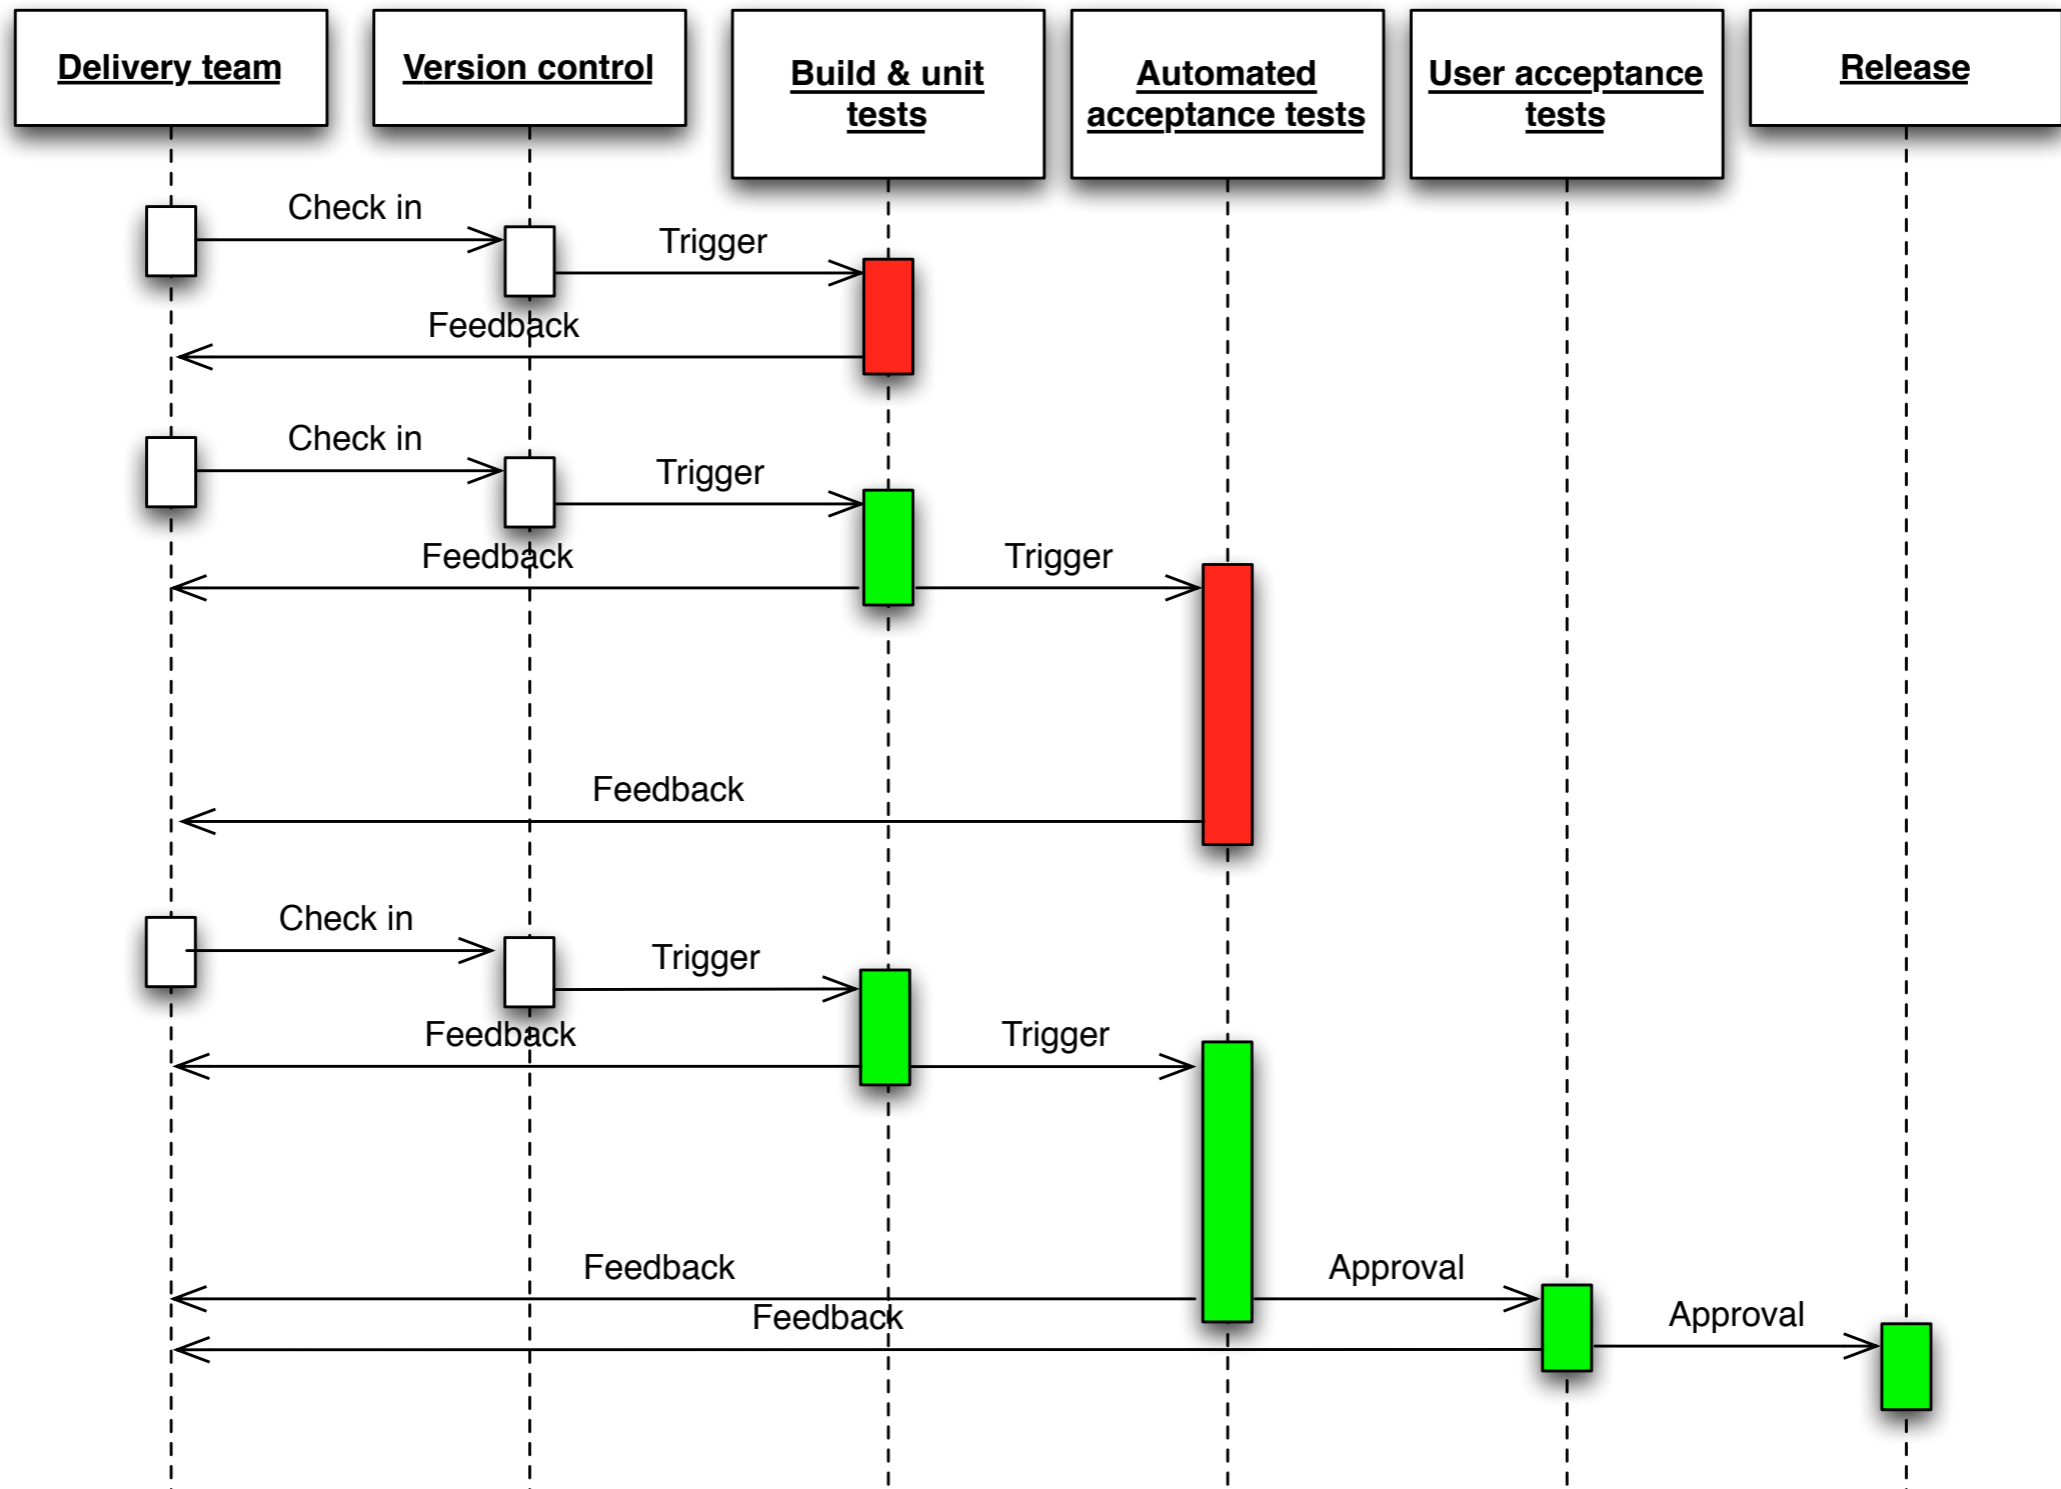 Delivery team
Version control
Build & unit
tests
Automated
acceptance tests
User acceptance
tests
Release
Check in
Trigger
Feedback
Check in
Trigger
Feedback
Trigger
Feedback
Check in
Trigger
Feedback
Trigger
Feedback
Approval
Feedback
Approval